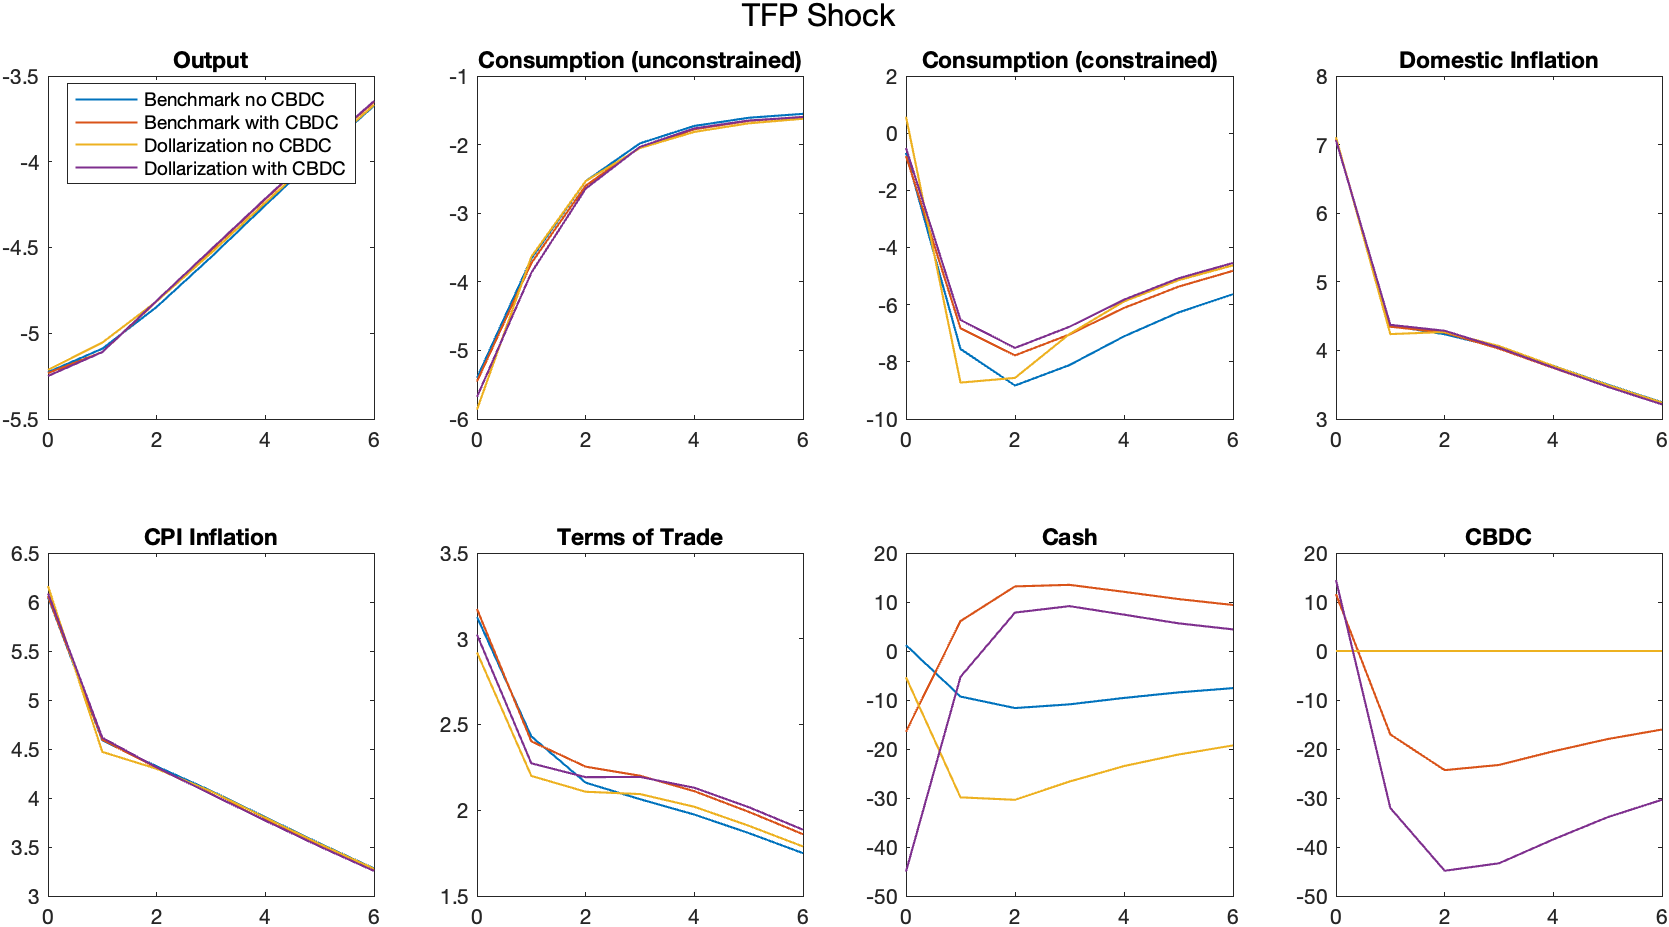 TFP Shock
Output
-3.5
-4
-4.5
-5
-5.5
0 2 4 6
Benchmark no CBDC
Benchmark with CBDC
Dollarization no CBDC
Dollarization with CBDC
Consumption (unconstrained)
-1
-2
-3
-4
-5
-6
0 2 4 6
Consumption (constrained)
2
0
-2
-4
-6
-8
-10
0 2 4 6
Domestic Inflation
8
7
6
5
4
3
0 2 4 6
CPI Inflation
6.5
6
5.5
5
4.5
4
3.5
3
0 2 4 6
Terms of Trade
3.5
3
2.5
2
1.5
0 2 4 6
Cash
20
10
0
-10
-20
-30
-40
-50
0 2 4 6
CBDC
20
10
0
-10
-20
-30
-40
-50
0 2 4 6